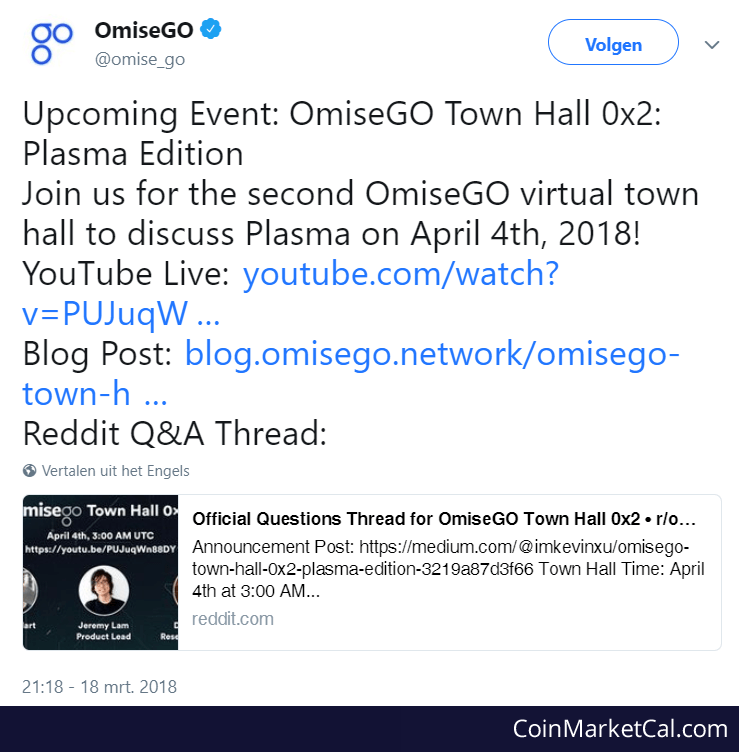 OmiseGO
@omise_go
Volgen
Upcoming Event: OmiseGO Town Hall 0x2:
Plasma Edition
Join us for the second OmiseGO virtual town
hall to discuss Plasma on April 4th, 2018!
YouTube Live: youtube.com/watch?
v=PUJuqW ...
Blog Post: blog.omisego.network/omisego-
town-h ...
Reddit Q&A Thread:
Vertalen uit het Engels
misego Town Hall 0x
April 4th, 3:00 AM UTC
https://youtu.be/PUJuqWn88DY
art
Jeremy Lam
Product Lead
D
Rese
Official Questions Thread for OmiseGO Town Hall 0x2 • r/o...
Announcement Post: https://medium.com/@imkevinxu/omisego-
town-hall-0x2-plasma-edition-3219a87d3f66 Town Hall Time: April
4th at 3:00 AM...
reddit.com
21:18 - 18 mrt. 2018
CoinMarketCal.com